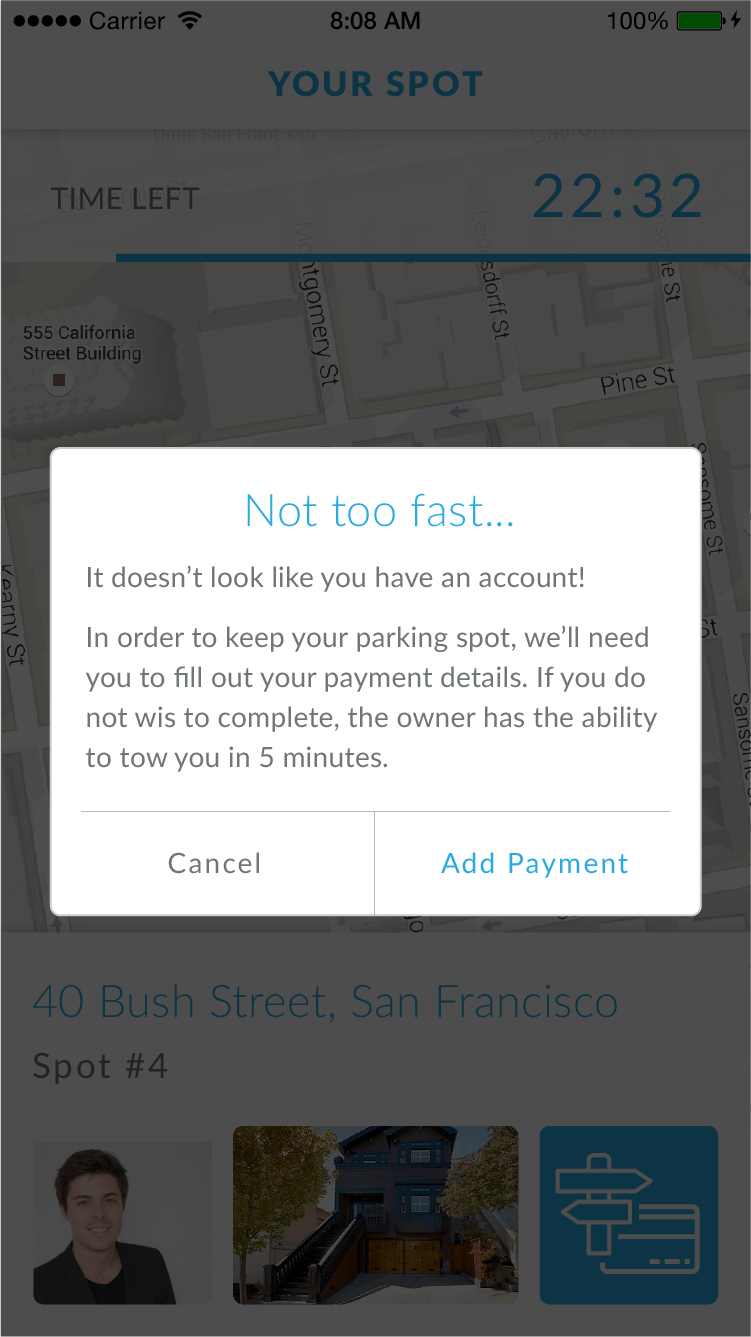 Carrier 8:08 AM 100%
YOUR SPOT
Omni San Francisco
TIME LEFT 22:32
Montgomery St
Leidesdorff St
555 California
Street Building
Pine St
Sansome St
Kearny St
St
Not too fast...
It doesn’t look like you have an account!
In order to keep your parking spot, we’ll need
you to fill out your payment details. If you do
not wis to complete, the owner has the ability
to tow you in 5 minutes.
Cancel Add Payment
40 Bush Street, San Francisco
Spot #4